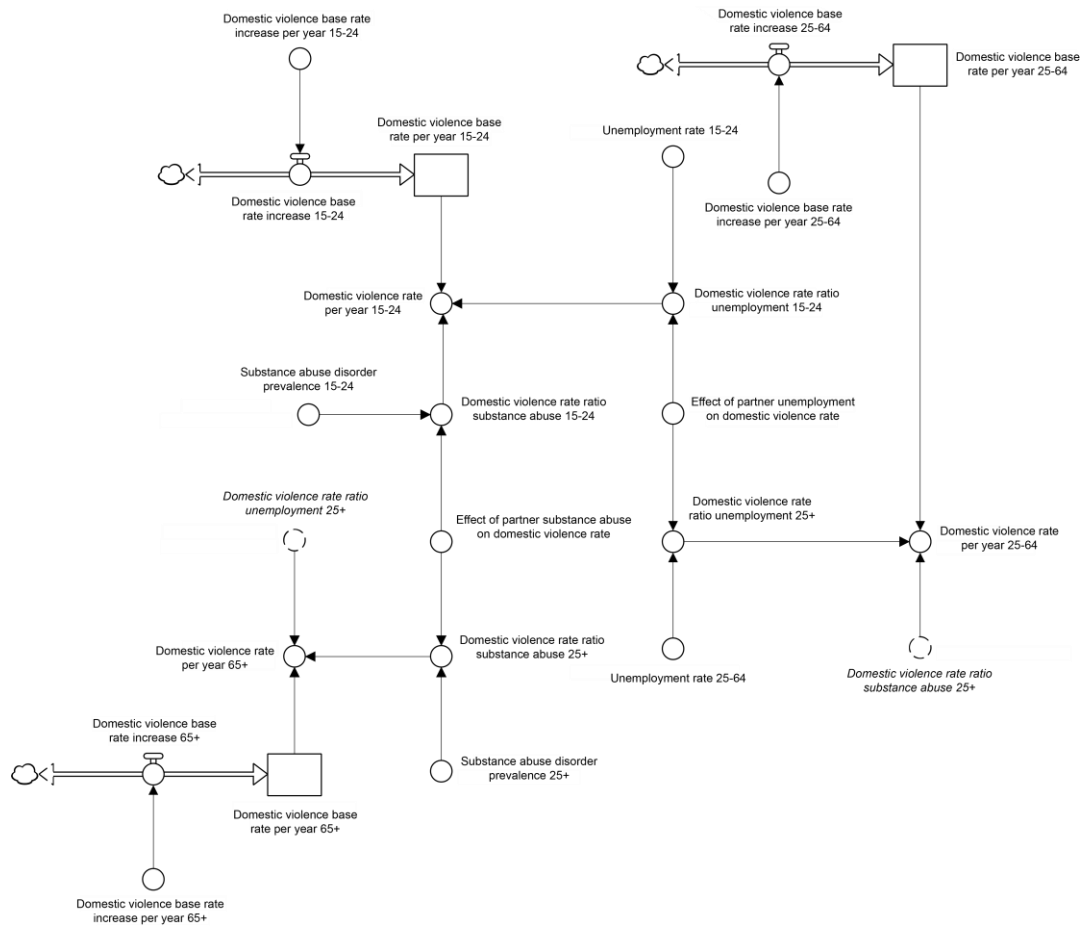 Domestic violence base rate
increase per year 15-24
Domestic violence base
rate increase 25-64
Domestic violence base
rate per year 25-64
Domestic violence base
rate per year 15-24
Unemployment rate 15-24
Domestic violence base
rate increase 15-24
Domestic violence base rate
increase per year 25-64
Domestic violence rate
per year 15-24
Domestic violence rate ratio
unemployment 15-24
Substance abuse disorder
prevalence 15-24
Domestic violence rate ratio
substance abuse 15-24
Effect of partner unemployment
on domestic violence rate
Domestic violence rate ratio
unemployment 25+
Effect of partner substance abuse
on domestic violence rate
Domestic violence rate
ratio unemployment 25+
Domestic violence rate
per year 25-64
Domestic violence rate
per year 65+
Domestic violence rate ratio
substance abuse 25+
Unemployment rate 25-64
Domestic violence rate ratio
substance abuse 25+
Domestic violence base
rate increase 65+
Substance abuse disorder
prevalence 25+
Domestic violence base
rate per year 65+
Domestic violence base rate
increase per year 65+